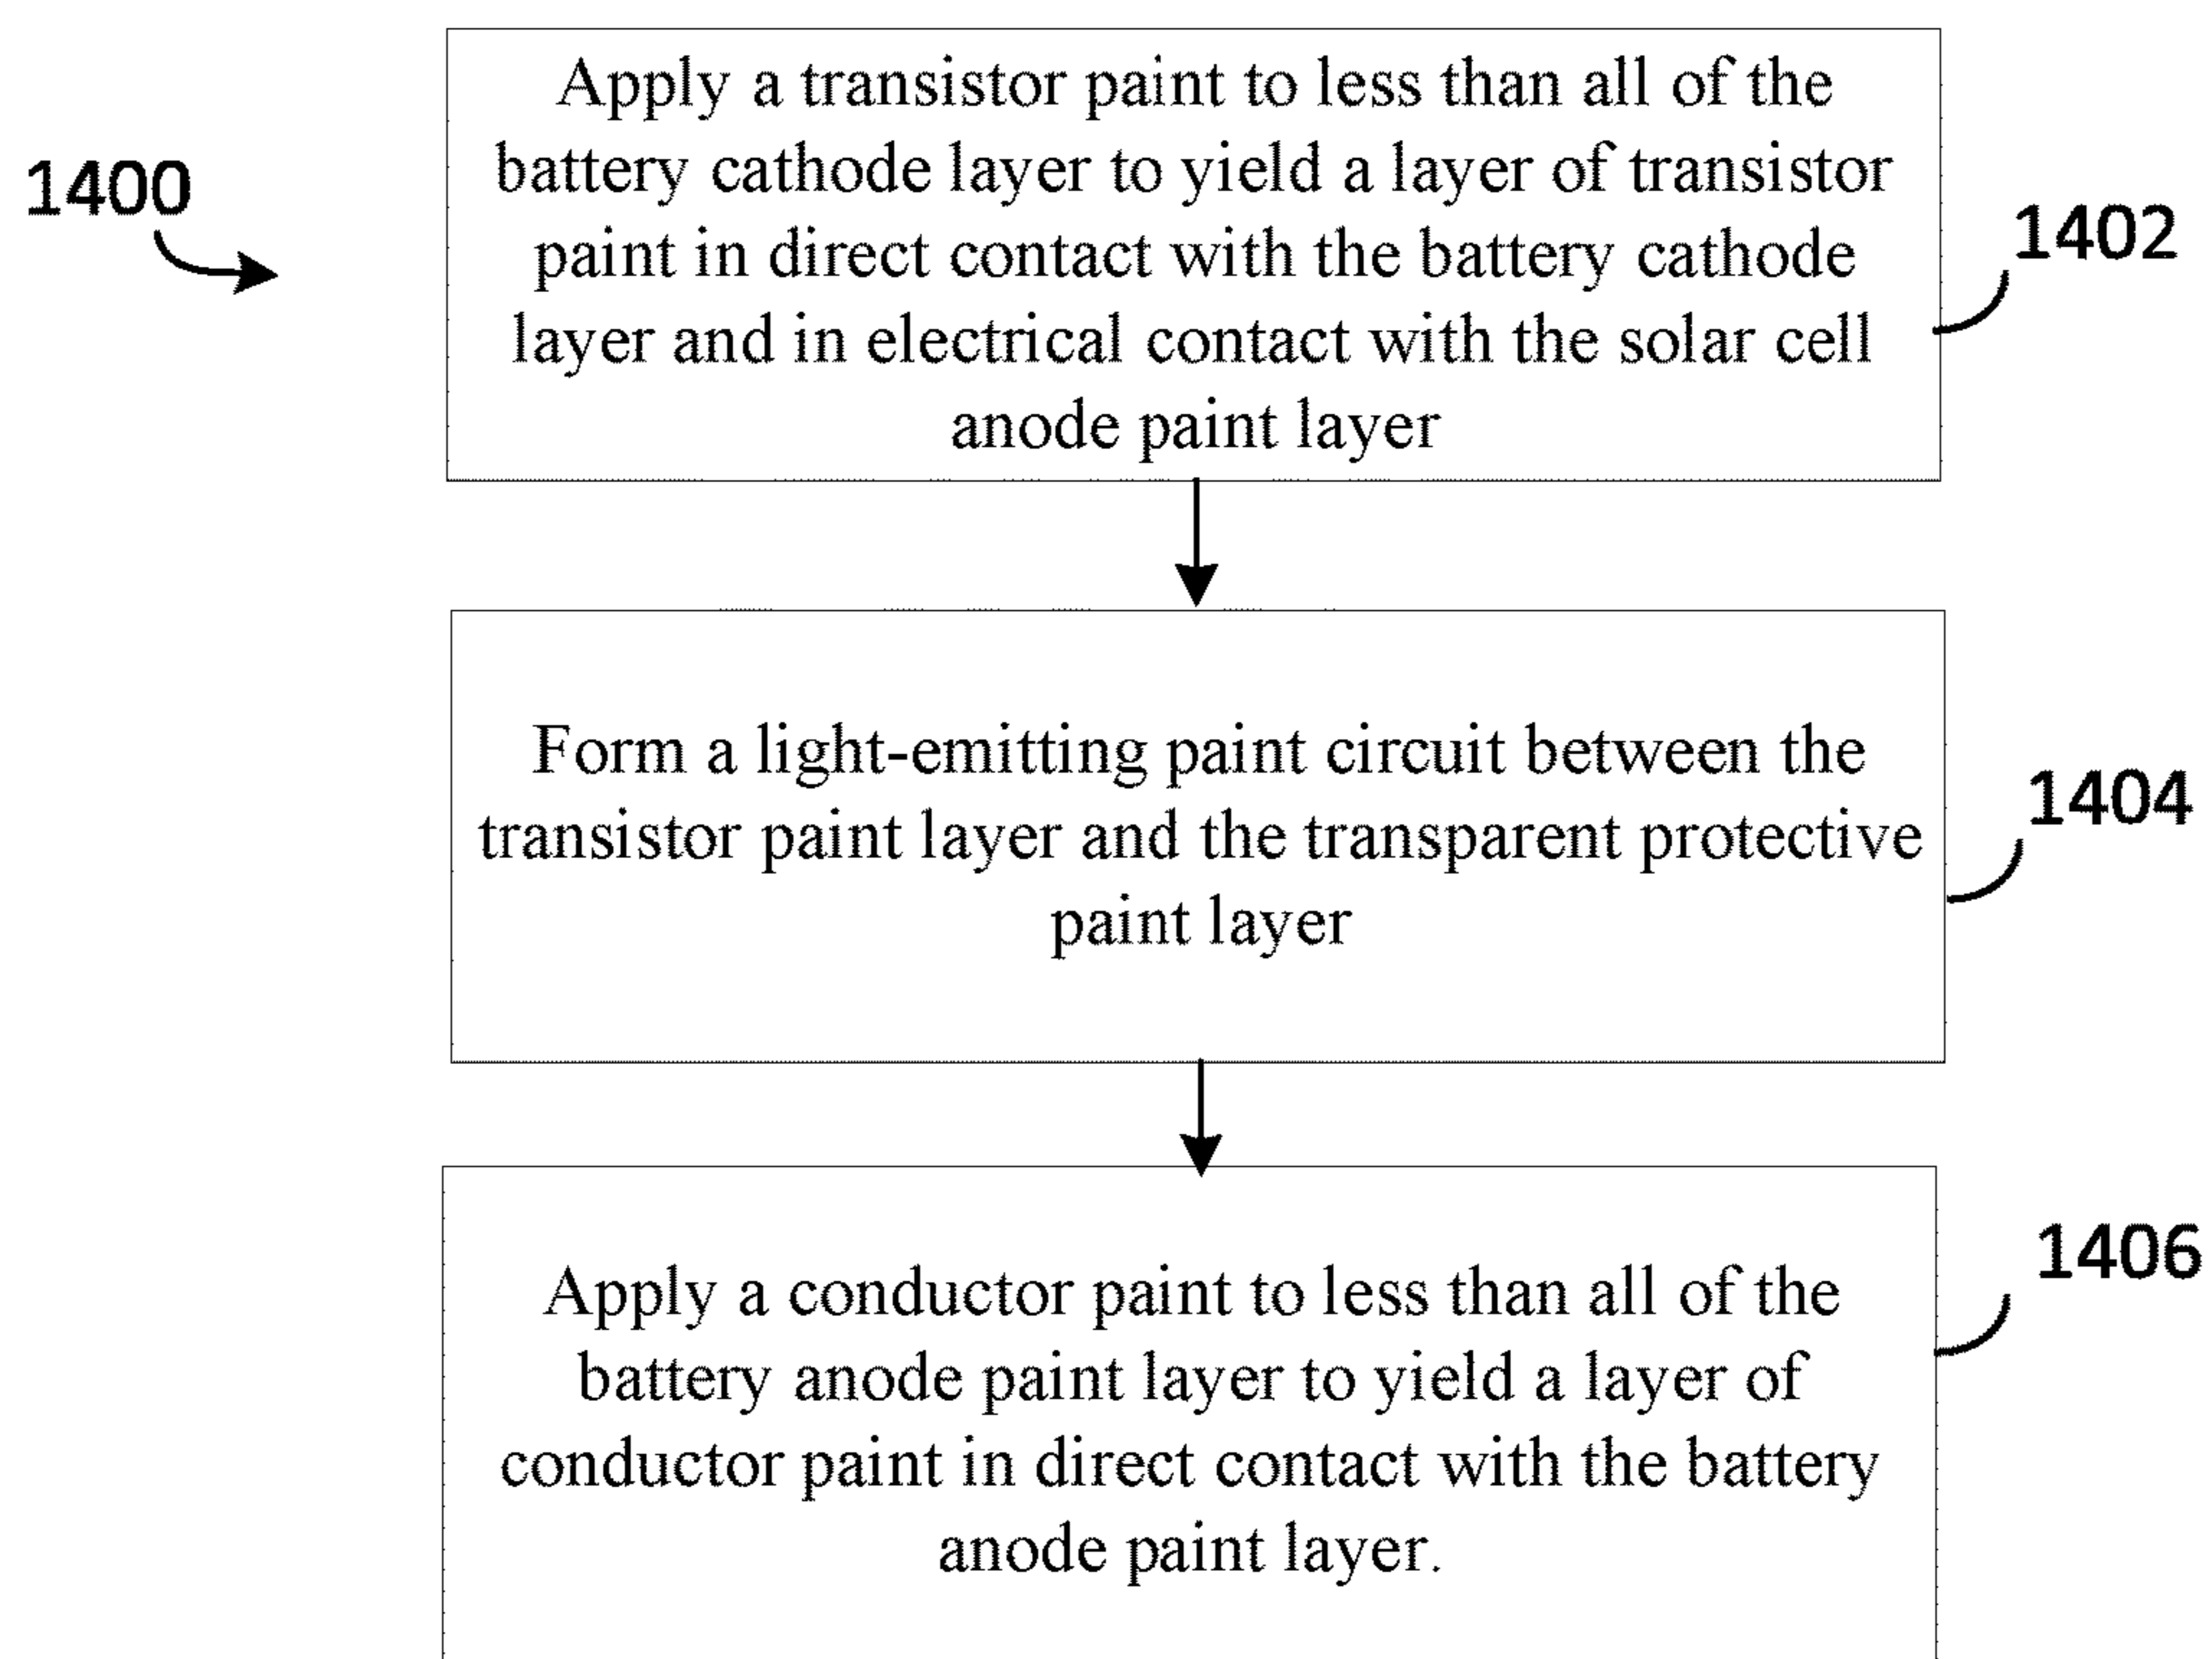 1400
Apply a transistor paint to less than all of the
battery cathode layer to yield a layer of transistor
paint in direct contact with the battery cathode
layer and in electrical contact with the solar cell
anode paint layer
1402
Form a light-emitting paint circuit between the
transistor paint layer and the transparent protective
paint layer
1404
Apply a conductor paint to less than all of the
battery anode paint layer to yield a layer of
conductor paint in direct contact with the battery
anode paint layer.
1406